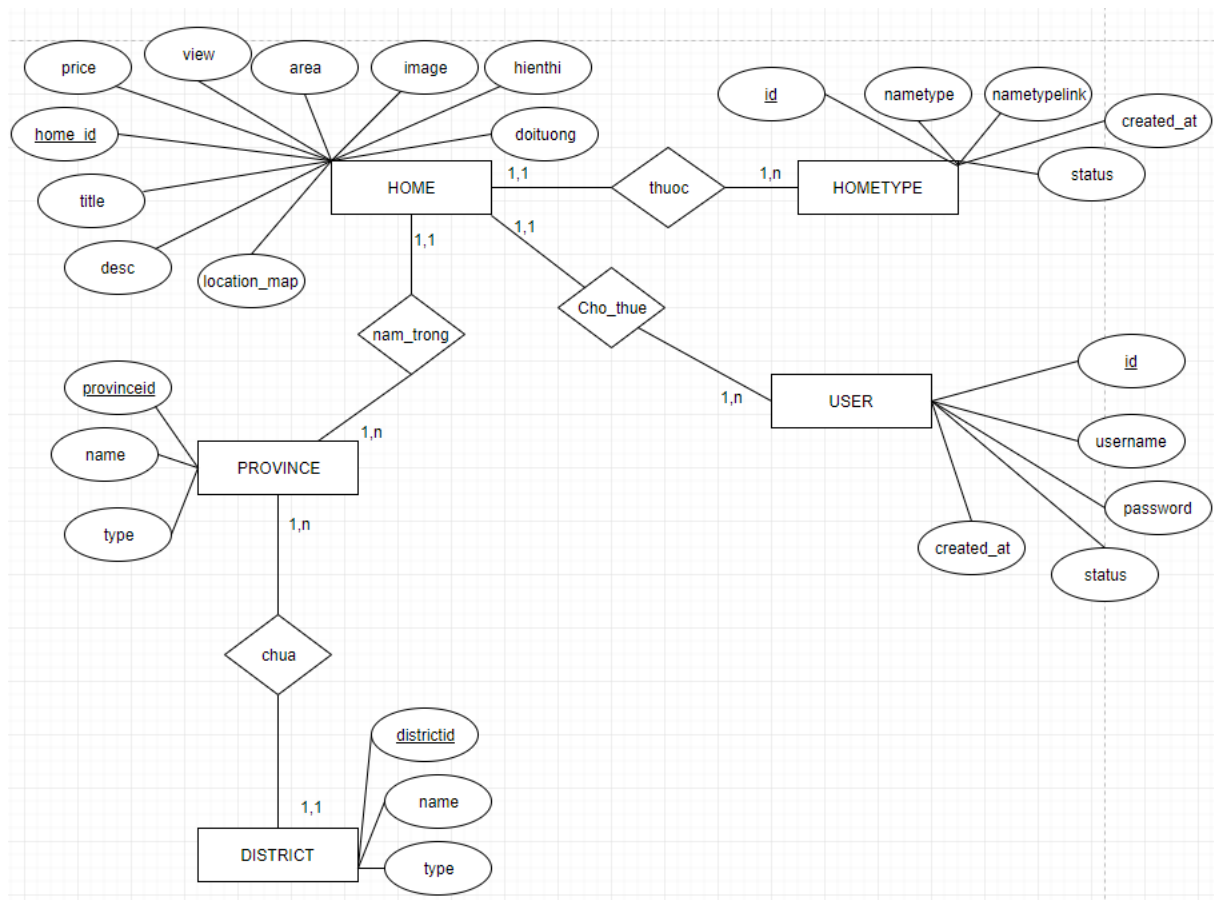 view
price
area
image
hienthi
id
nametype
nametypelink
created_at
home_id
doituong
HOME
1,1
thuoc
1,n
HOMETYPE
status
title
1,1
1,1
desc
location_map
Cho_thue
nam_trong
id
provinceid
1,n
USER
name
1,n
username
PROVINCE
type
1,n
password
created_at
status
chua
districtid
1,1
name
DISTRICT
type